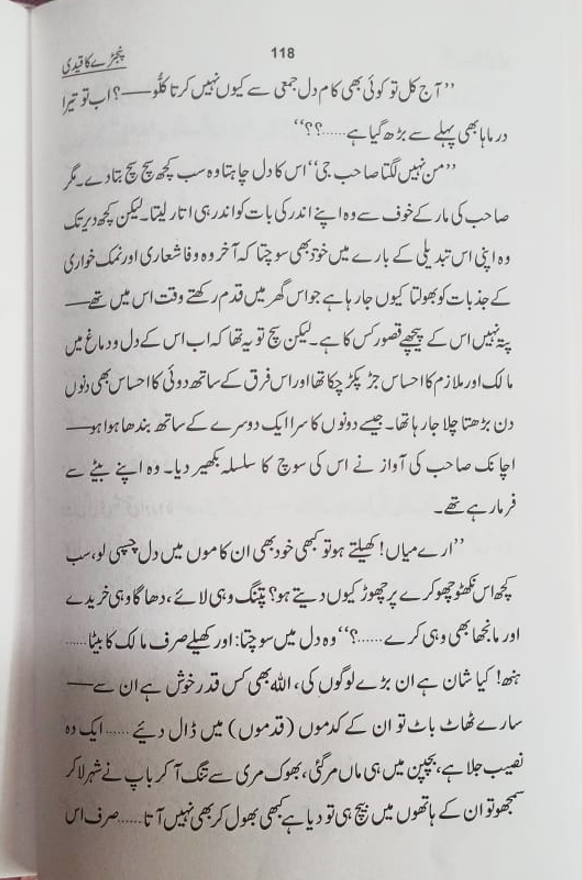 118
پنجڑے کا قیدی
’’آج کل تو کوئی بھی کام دل جمعی سے کیوں نہیں کرتا کلّو——؟ اب تو تیرا
درماہا بھی پہلے سے بڑھ گیا ہے.....؟؟‘‘
’’من نہیں لگتا صاحب جی‘‘ اس کا دل چاہتا وہ سب کچھ سچ سچ بتا دے۔ مگر
صاحب کی مار کے خوف سے وہ اپنے اندر کی بات کو اندر ہی اتار لیتا۔ لیکن کچھ دیر تک
وہ اپنی اس تبدیلی کے بارے میں خود بھی سوچتا کہ آخر وہ وفا شعاری اور نمک خواری
کے جذبات کو بھولتا کیوں جا رہا ہے جو اس گھر میں قدم رکھتے وقت اس میں تھے——
پتہ نہیں اس کے پیچھے قصور کس کا ہے۔ لیکن سچ تو یہ تھا کہ اب اس کے دل و دماغ میں
مالک اور ملازم کا احساس جڑ پکڑ چکا تھا اور اس فرق کے ساتھ دوئی کا احساس بھی دنوں
دن بڑھتا چلا جا رہا تھا۔ جیسے دونوں کا سرا ایک دوسرے کے ساتھ بندھا ہوا ہو——
اچانک صاحب کی آواز نے اس کی سوچ کا سلسلہ بکھیر دیا۔ وہ اپنے بیٹے سے
فرما رہے تھے۔
’’ارے میاں! کھیلتے ہو تو کبھی خود بھی ان کاموں میں دل چسپی لو، سب
کچھ اس نکھٹو چھوکرے پر چھوڑ کیوں دیتے ہو؟ پتنگ وہی لائے، دھاگا وہی خریدے
اور مانجھا بھی وہی کرے......؟‘‘ وہ دل میں سوچتا: اور کھیلے صرف مالک کا بیٹا......
ہنھ! کیا شان ہے ان بڑے لوگوں کی، اللہ بھی کس قدر خوش ہے ان سے——
سارے ٹھاٹ باٹ تو ان کے کدموں (قدموں) میں ڈال دیئے...... ایک وہ
نصیب جلا ہے، بچپن میں ہی ماں مر گئی، بھوک مری سے تنگ آ کر باپ نے شہر لا کر
سمجھو تو ان کے ہاتھوں میں بیچ ہی تو دیا ہے کبھی بھول کر بھی نہیں آتا...... صرف اس